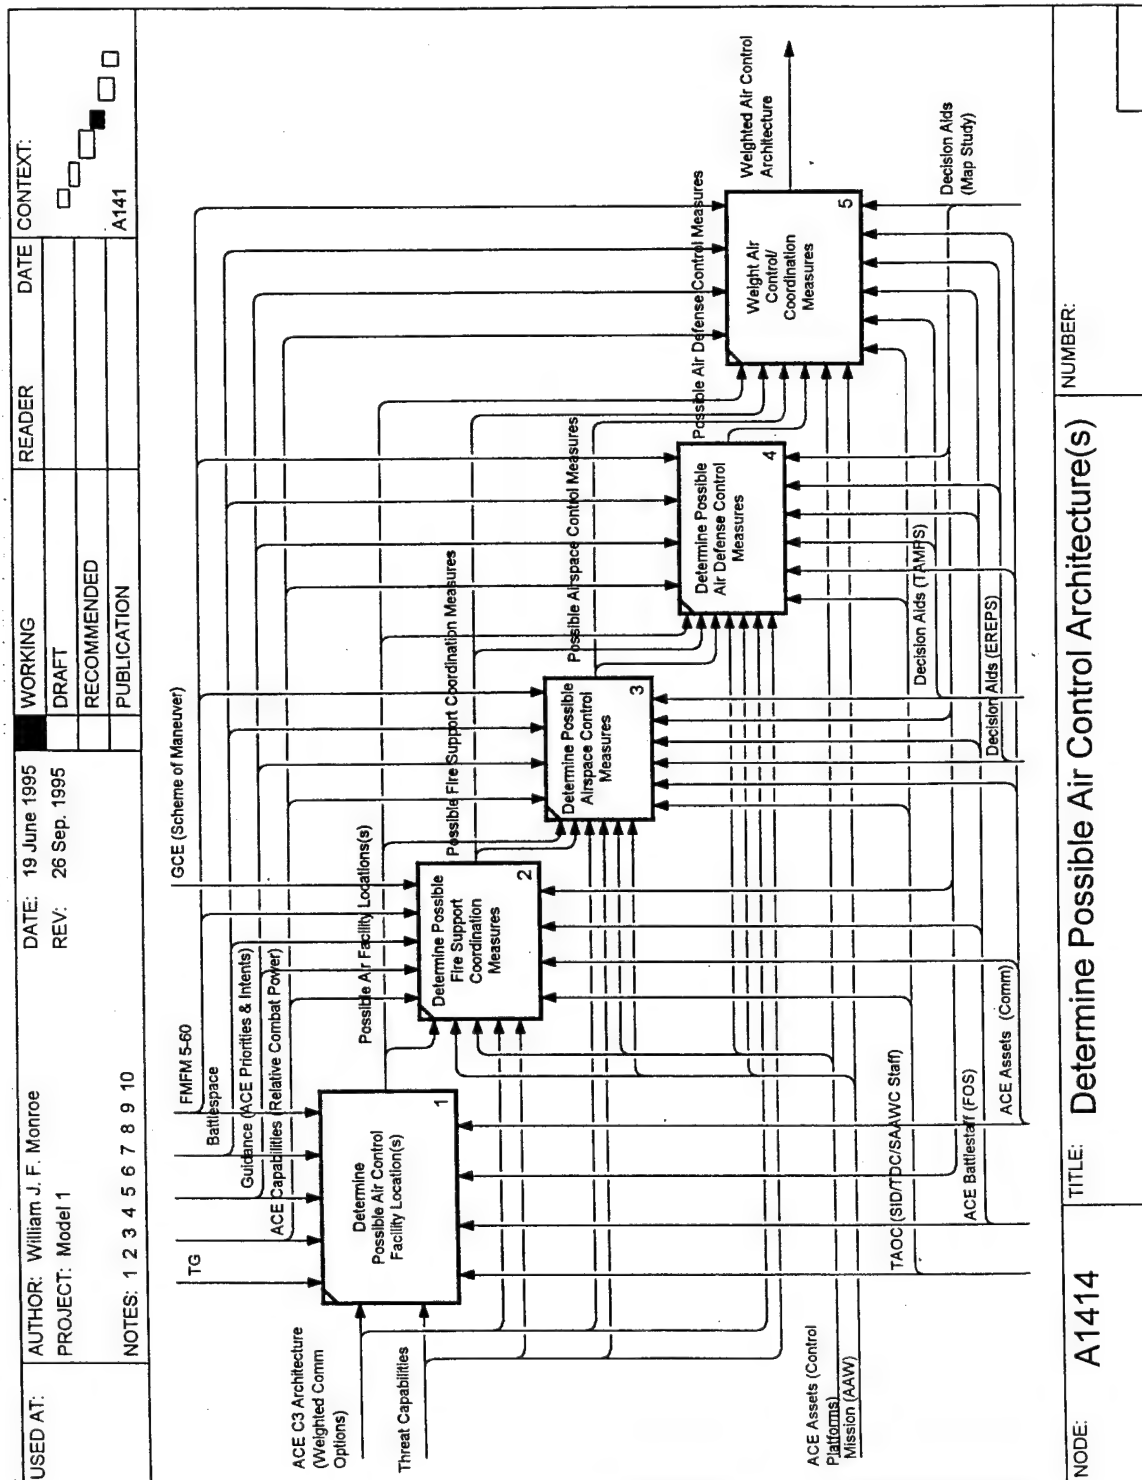 USED AT:
AUTHOR: William J. F. Monroe
PROJECT: Model 1
NOTES: 1 2 3 4 5 6 7 8 9 10
DATE: 19 June 1995
REV: 26 Sep. 1995
WORKING
DRAFT
RECOMMENDED
PUBLICATION
READER
DATE
CONTEXT:
A141
TG
FMFM 5-60
Battlespace
Guidance (ACE Priorities & Intents)
ACE Capabilities (Relative Combat Power)
GCE (Scheme of Maneuver)
ACE C3 Architecture
(Weighted Comm
Options)
Threat Capabilities
Determine
Possible Air Control
Facility Location(s)
1
Possible Air Facility Locations(s)
Determine Possible
Fire Support
Coordination
Measures
2
Possible Fire Support Coordination Measures
Determine Possible
Airspace Control
Measures
3
Possible Airspace Control Measures
Determine Possible
Air Defense Control
Measures
4
Possible Air Defense Control Measures
Weight Air
Control/
Coordination
Measures
5
Weighted Air Control
Architecture
ACE Assets (Control
Platforms)
Mission (AAW)
TAOC (SID/TDC/SAAWC Staff)
ACE Battlestaff (FOS)
ACE Assets (Comm)
Decision Aids (TAMPS)
Decision Aids (EREPS)
Decision Aids
(Map Study)
NODE:
A1414
TITLE:
Determine Possible Air Control Architecture(s)
NUMBER: